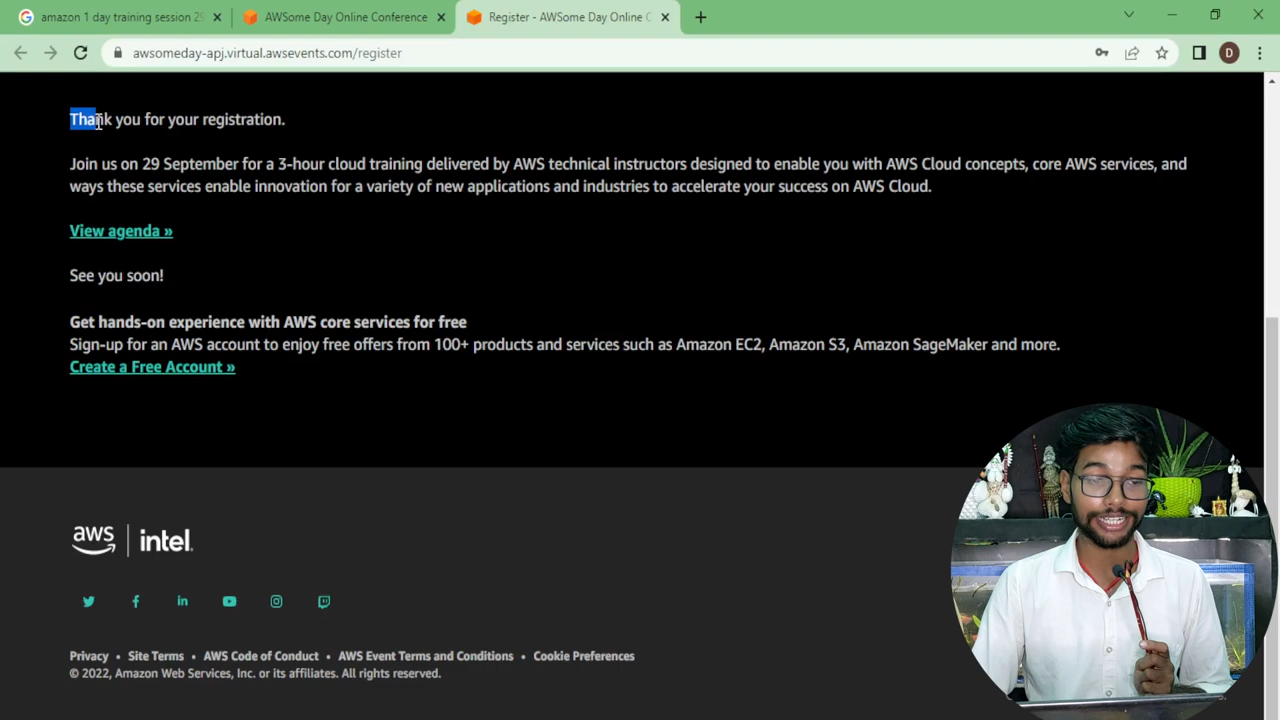 amazon 1 day training session 29
AWSome Day Online Conference
Register - AWSome Day Online C
awsomeday-apj.virtual.awsevents.com/register
D
Thank you for your registration.
Join us on 29 September for a 3-hour cloud training delivered by AWS technical instructors designed to enable you with AWS Cloud concepts, core AWS services, and
ways these services enable innovation for a variety of new applications and industries to accelerate your success on AWS Cloud.
View agenda »
See you soon!
Get hands-on experience with AWS core services for free
Sign-up for an AWS account to enjoy free offers from 100+ products and services such as Amazon EC2, Amazon S3, Amazon SageMaker and more.
Create a Free Account »
aws | intel.
Privacy • Site Terms • AWS Code of Conduct • AWS Event Terms and Conditions • Cookie Preferences
© 2022, Amazon Web Services, Inc. or its affiliates. All rights reserved.